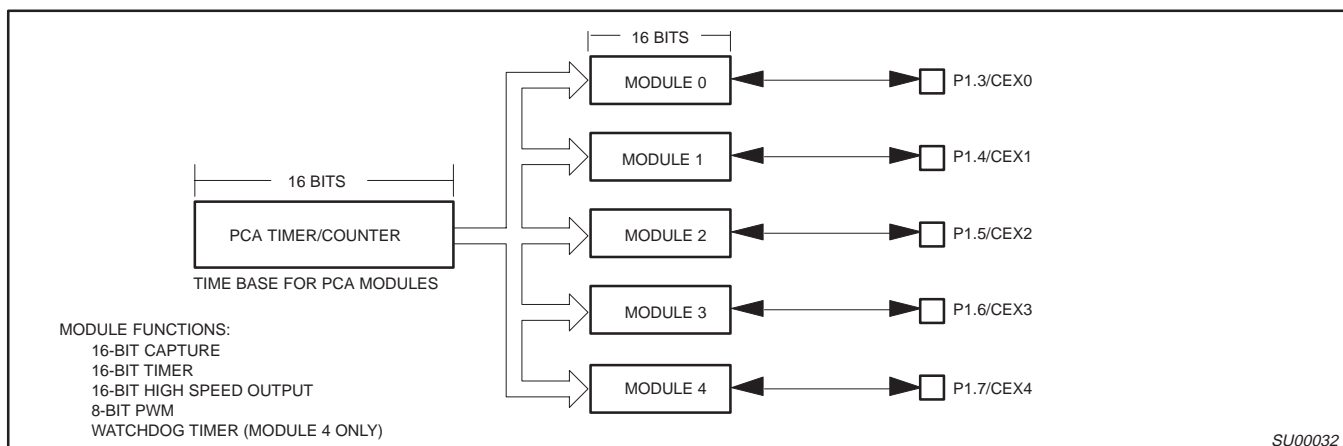 16 BITS
MODULE 0
P1.3/CEX0
MODULE 1
P1.4/CEX1
16 BITS
PCA TIMER/COUNTER
TIME BASE FOR PCA MODULES
MODULE 2
P1.5/CEX2
MODULE 3
P1.6/CEX3
MODULE 4
P1.7/CEX4
MODULE FUNCTIONS:
16-BIT CAPTURE
16-BIT TIMER
16-BIT HIGH SPEED OUTPUT
8-BIT PWM
WATCHDOG TIMER (MODULE 4 ONLY)
SU00032